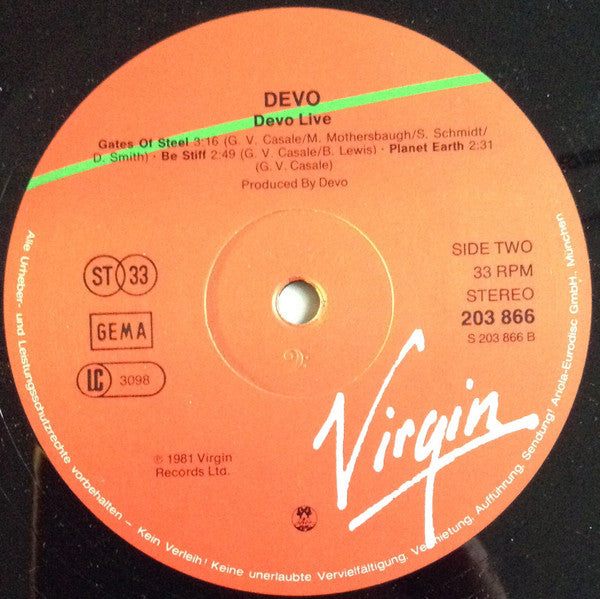 DEVO
Devo Live
Gates Of Steel 3:16 (G. V. Casale/M. Mothersbaugh/S. Schmidt/
D. Smith) · Be Stiff 2:49 (G. V. Casale/B. Lewis) · Planet Earth 2:31
(G. V. Casale)
Produced By Devo
ST 33
GEMA
LC 3098
SIDE TWO
33 RPM
STEREO
203 866
S 203 866 B
℗ 1981 Virgin
Records Ltd.
Virgin
Alle Urheber- und Leistungsschutzrechte vorbehalten – Kein Verleih! Keine unerlaubte Vervielfältigung, Vermietung, Aufführung, Sendung! Ariola-Eurodisc GmbH, München